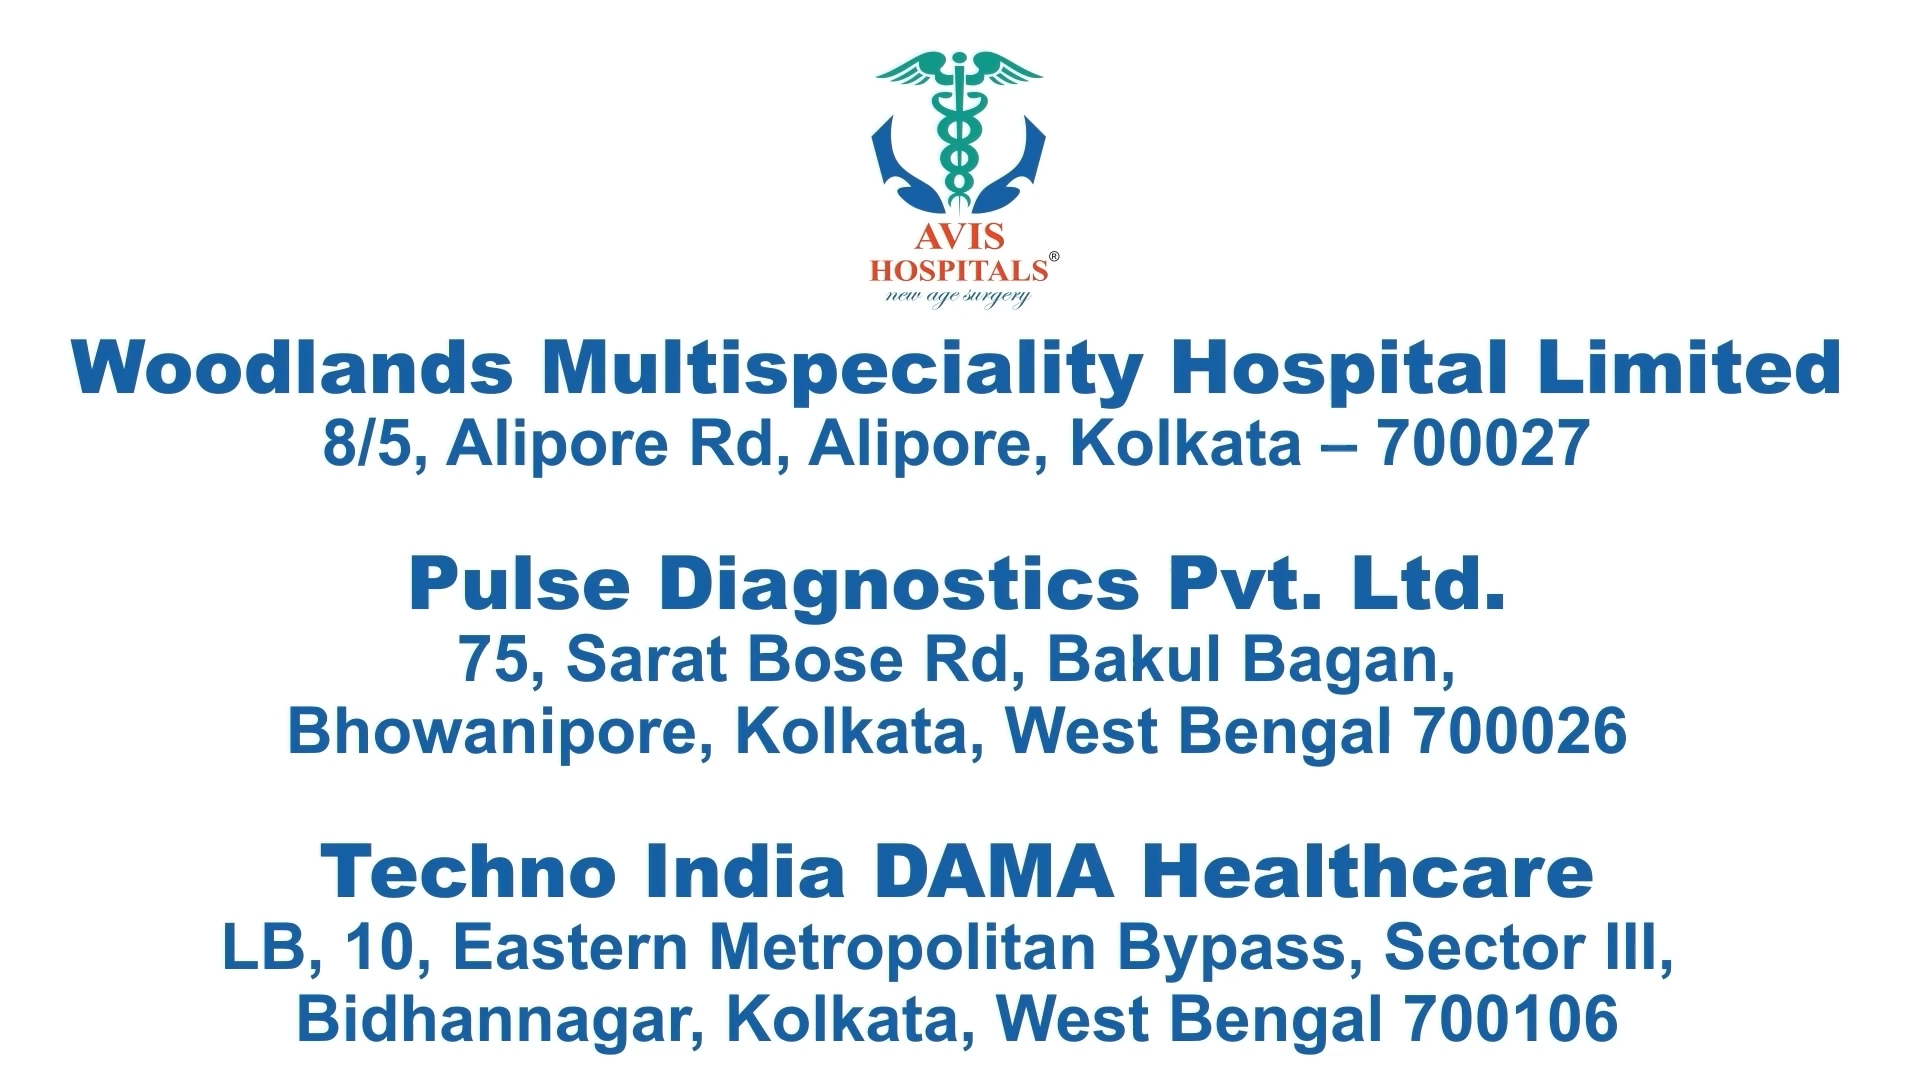 AVIS
HOSPITALS®
new age surgery
Woodlands Multispeciality Hospital Limited
8/5, Alipore Rd, Alipore, Kolkata – 700027
Pulse Diagnostics Pvt. Ltd.
75, Sarat Bose Rd, Bakul Bagan,
Bhowanipore, Kolkata, West Bengal 700026
Techno India DAMA Healthcare
LB, 10, Eastern Metropolitan Bypass, Sector III,
Bidhannagar, Kolkata, West Bengal 700106